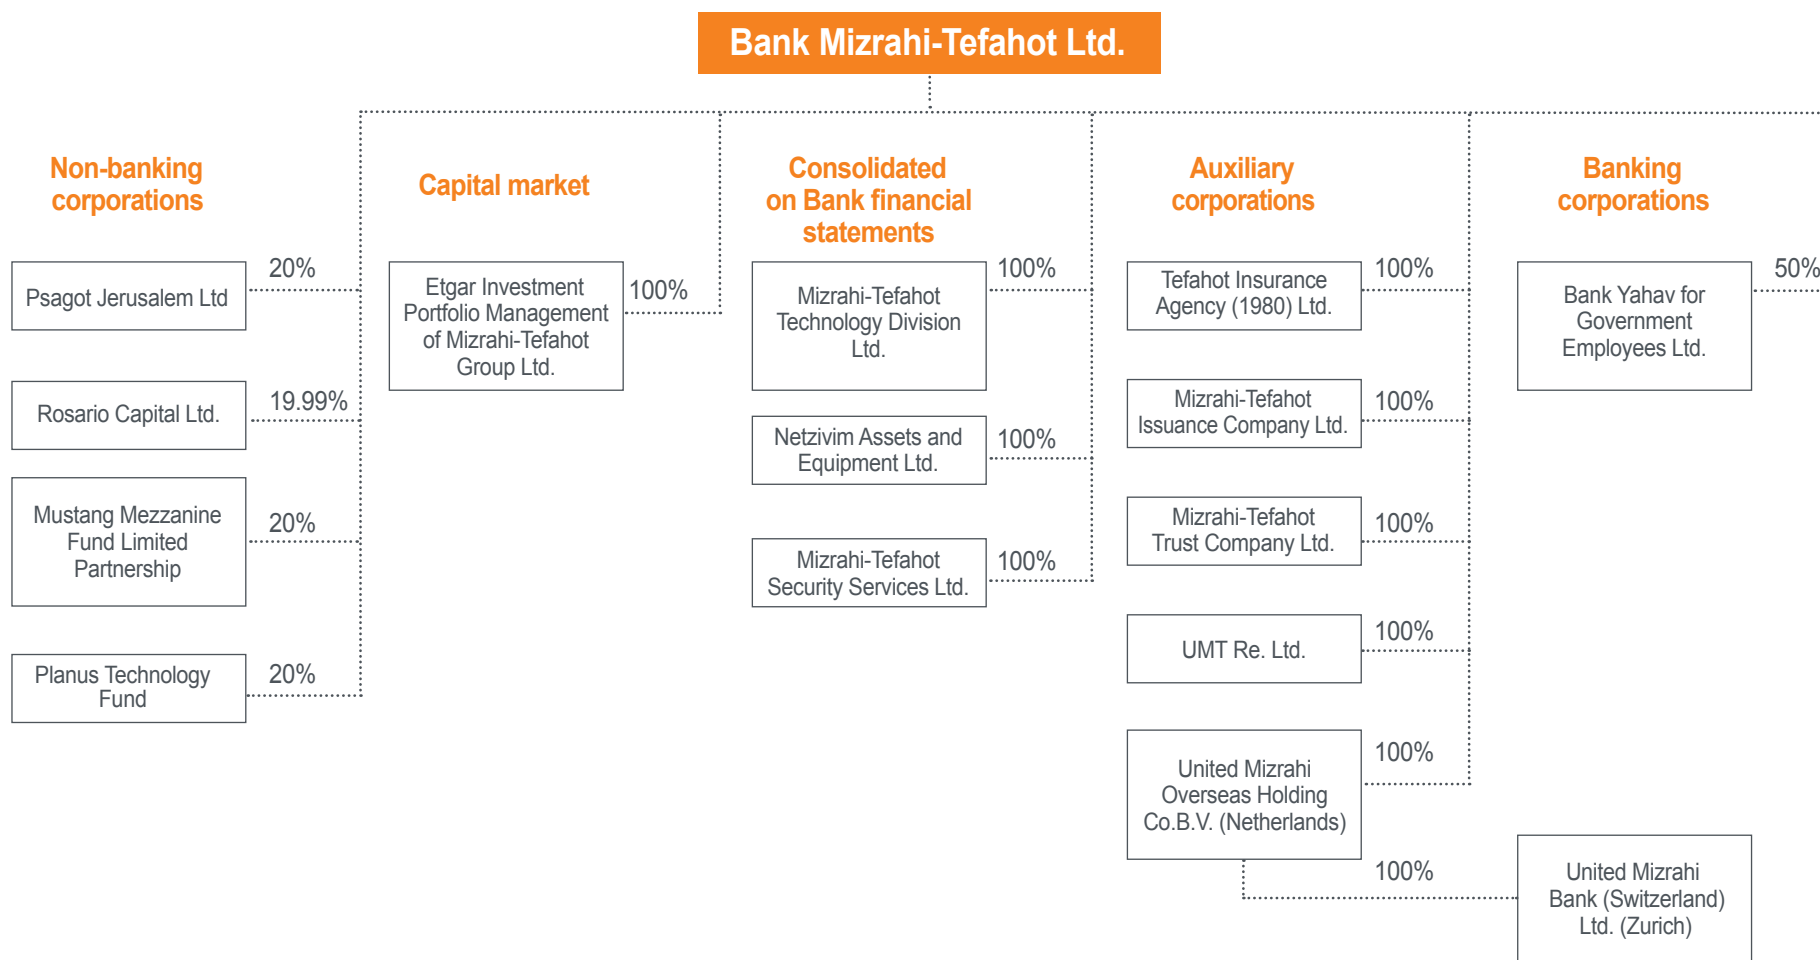 Bank Mizrahi-Tefahot Ltd.
Non-banking
corporations
Psagot Jerusalem Ltd
20%
Rosario Capital Ltd.
19.99%
Mustang Mezzanine
Fund Limited
Partnership
20%
Planus Technology
Fund
20%
Capital market
Etgar Investment
Portfolio Management
of Mizrahi-Tefahot
Group Ltd.
100%
Consolidated
on Bank financial
statements
Mizrahi-Tefahot
Technology Division
Ltd.
100%
Netzivim Assets and
Equipment Ltd.
100%
Mizrahi-Tefahot
Security Services Ltd.
100%
Auxiliary
corporations
Tefahot Insurance
Agency (1980) Ltd.
100%
Mizrahi-Tefahot
Issuance Company Ltd.
100%
Mizrahi-Tefahot
Trust Company Ltd.
100%
UMT Re. Ltd.
100%
United Mizrahi
Overseas Holding
Co.B.V. (Netherlands)
100%
100%
Banking
corporations
Bank Yahav for
Government
Employees Ltd.
50%
United Mizrahi
Bank (Switzerland)
Ltd. (Zurich)